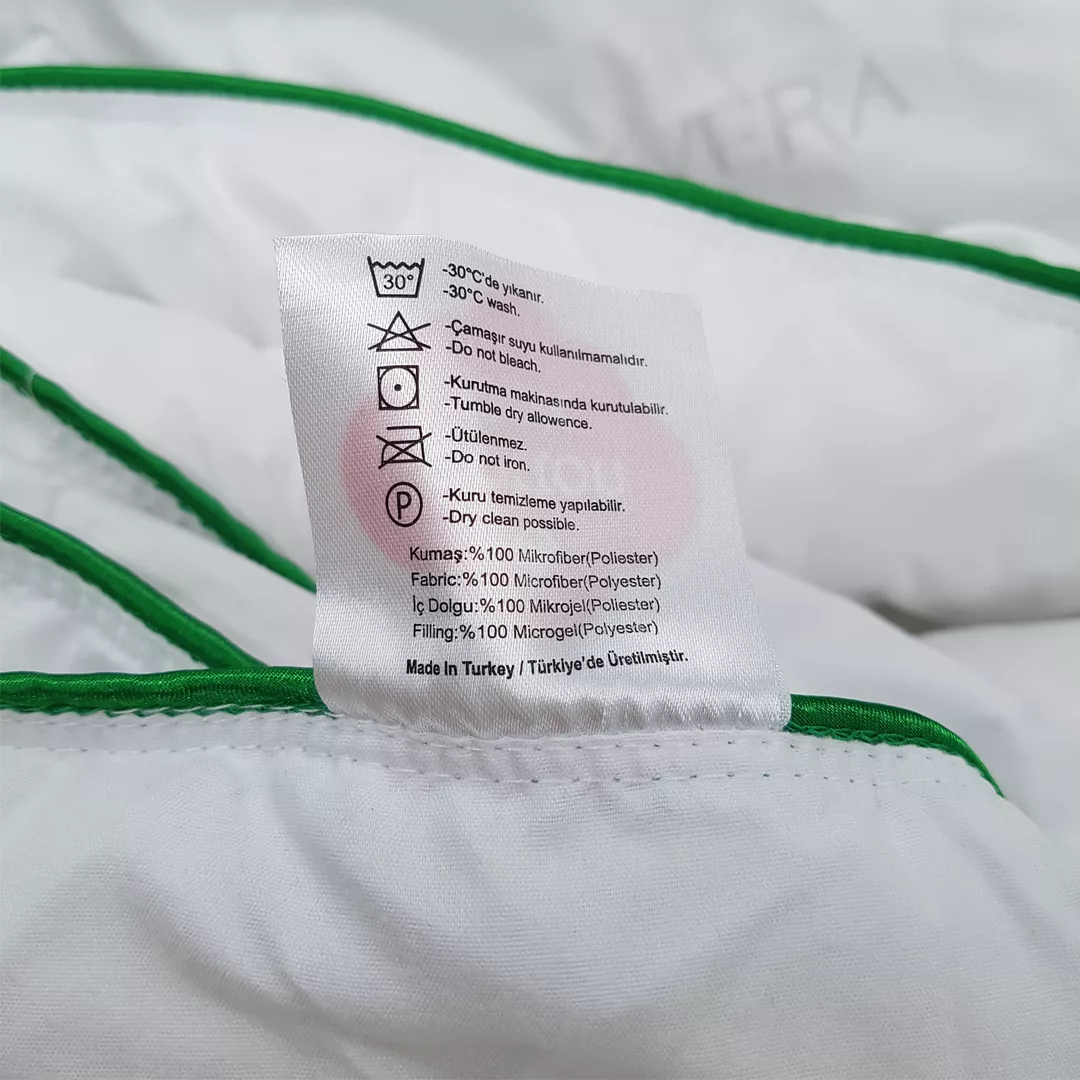 VERA
30°
-30°C'de yıkanır.
-30°C wash.
-Çamaşır suyu kullanılmamalıdır.
-Do not bleach.
-Kurutma makinasında kurutulabilir.
-Tumble dry allowence.
-Ütülenmez.
-Do not iron.
P
-Kuru temizleme yapılabilir.
-Dry clean possible.
Kumaş:%100 Mikrofiber(Poliester)
Fabric:%100 Microfiber(Polyester)
İç Dolgu:%100 Mikrojel(Poliester)
Filling:%100 Microgel(Polyester)
Made In Turkey / Türkiye'de Üretilmiştir.